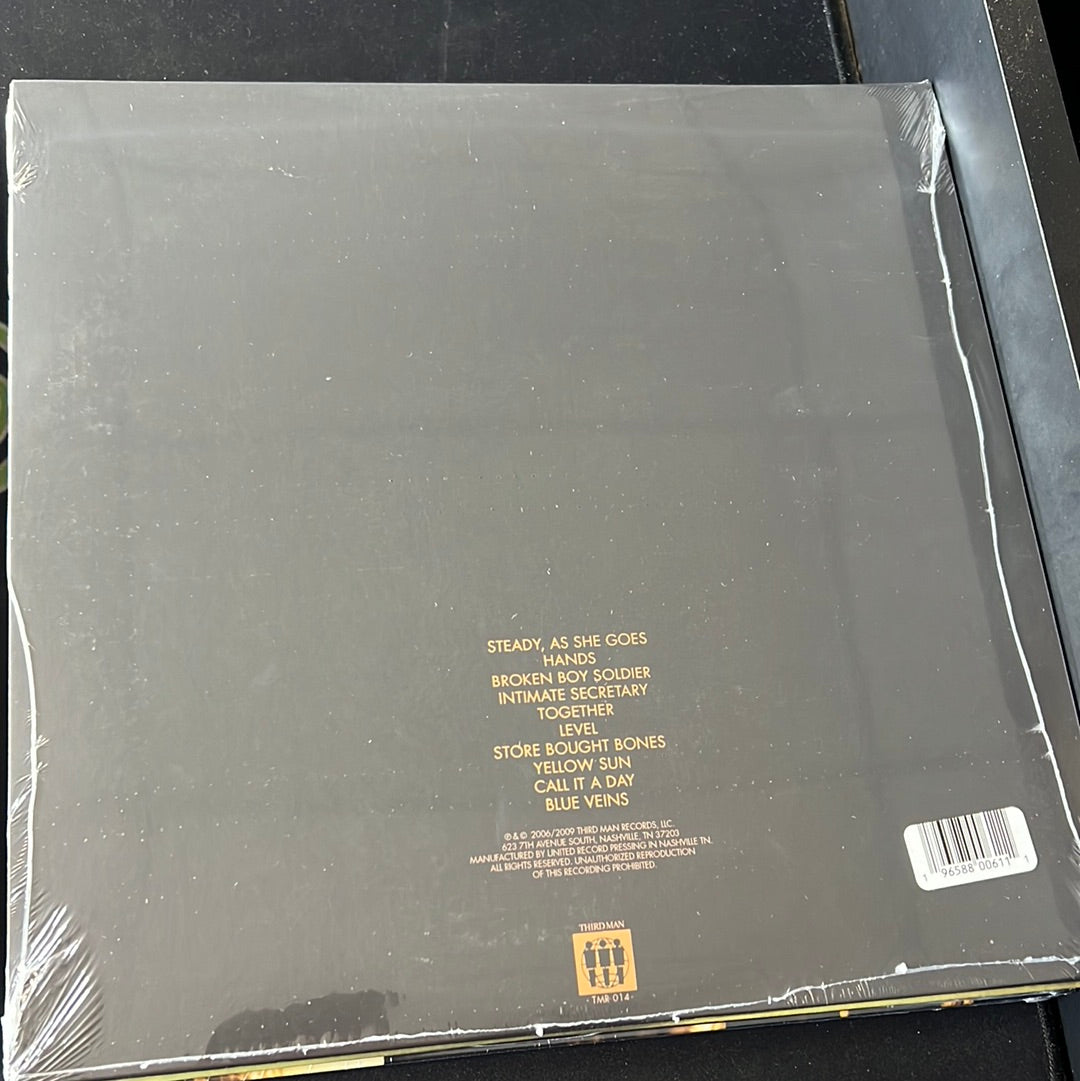 STEADY, AS SHE GOES
HANDS
BROKEN BOY SOLDIER
INTIMATE SECRETARY
TOGETHER
LEVEL
STORE BOUGHT BONES
YELLOW SUN
CALL IT A DAY
BLUE VEINS
℗ & © 2006/2009 THIRD MAN RECORDS, LLC.
623 7TH AVENUE SOUTH, NASHVILLE, TN 37203
MANUFACTURED BY UNITED RECORD PRESSING IN NASHVILLE TN.
ALL RIGHTS RESERVED. UNAUTHORIZED REPRODUCTION
OF THIS RECORDING PROHIBITED.
1 96588 00611 1
THIRD MAN
· TMR 014 ·